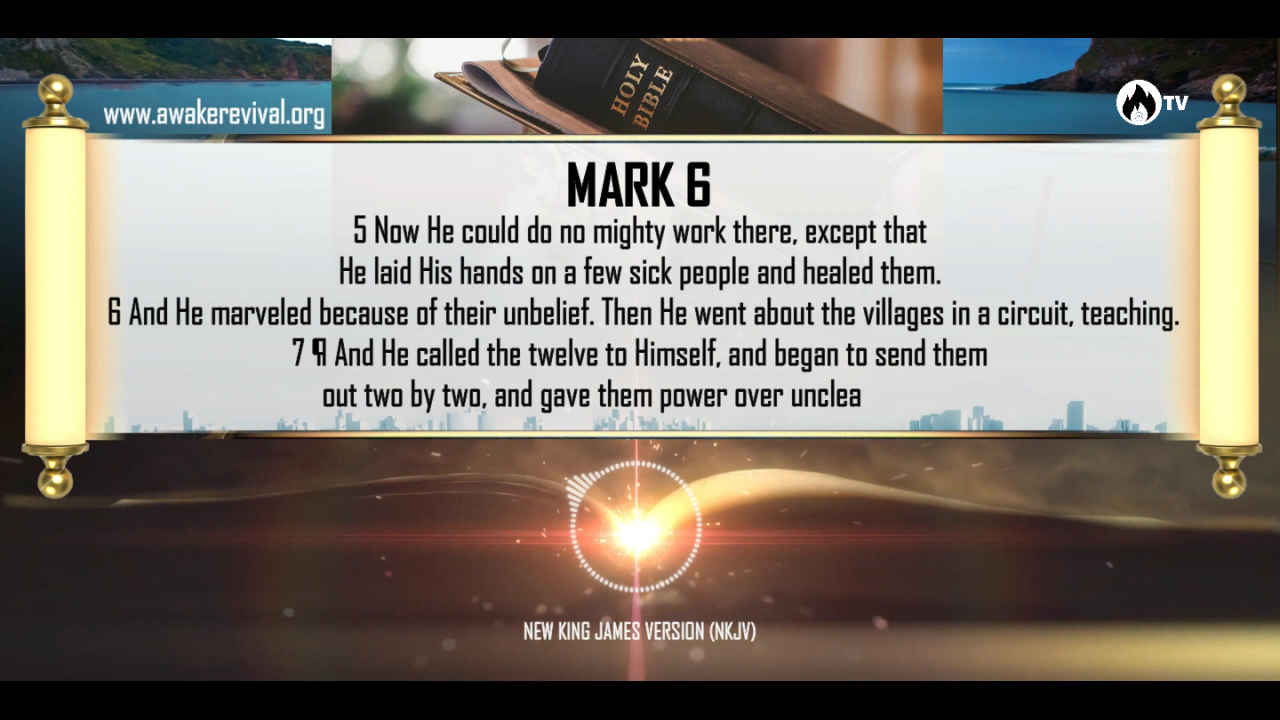 www.awakerevival.org
HOLY
BIBLE
TV
MARK 6
5 Now He could do no mighty work there, except that
He laid His hands on a few sick people and healed them.
6 And He marveled because of their unbelief. Then He went about the villages in a circuit, teaching.
7 ¶ And He called the twelve to Himself, and began to send them
out two by two, and gave them power over unclea
NEW KING JAMES VERSION (NKJV)